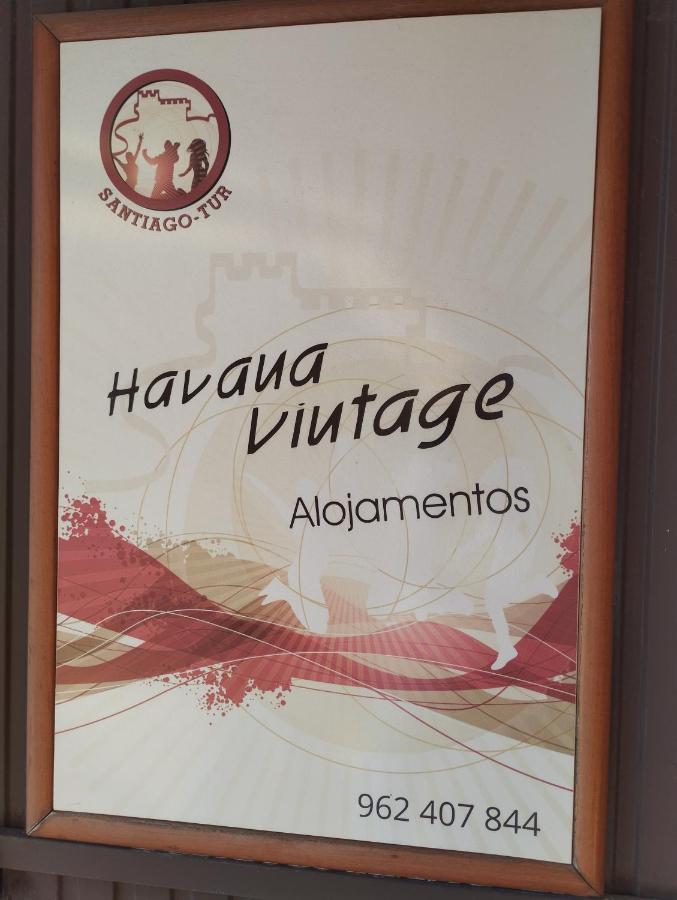 SANTIAGO-TUR
Havana
Vintage
Alojamentos
962 407 844